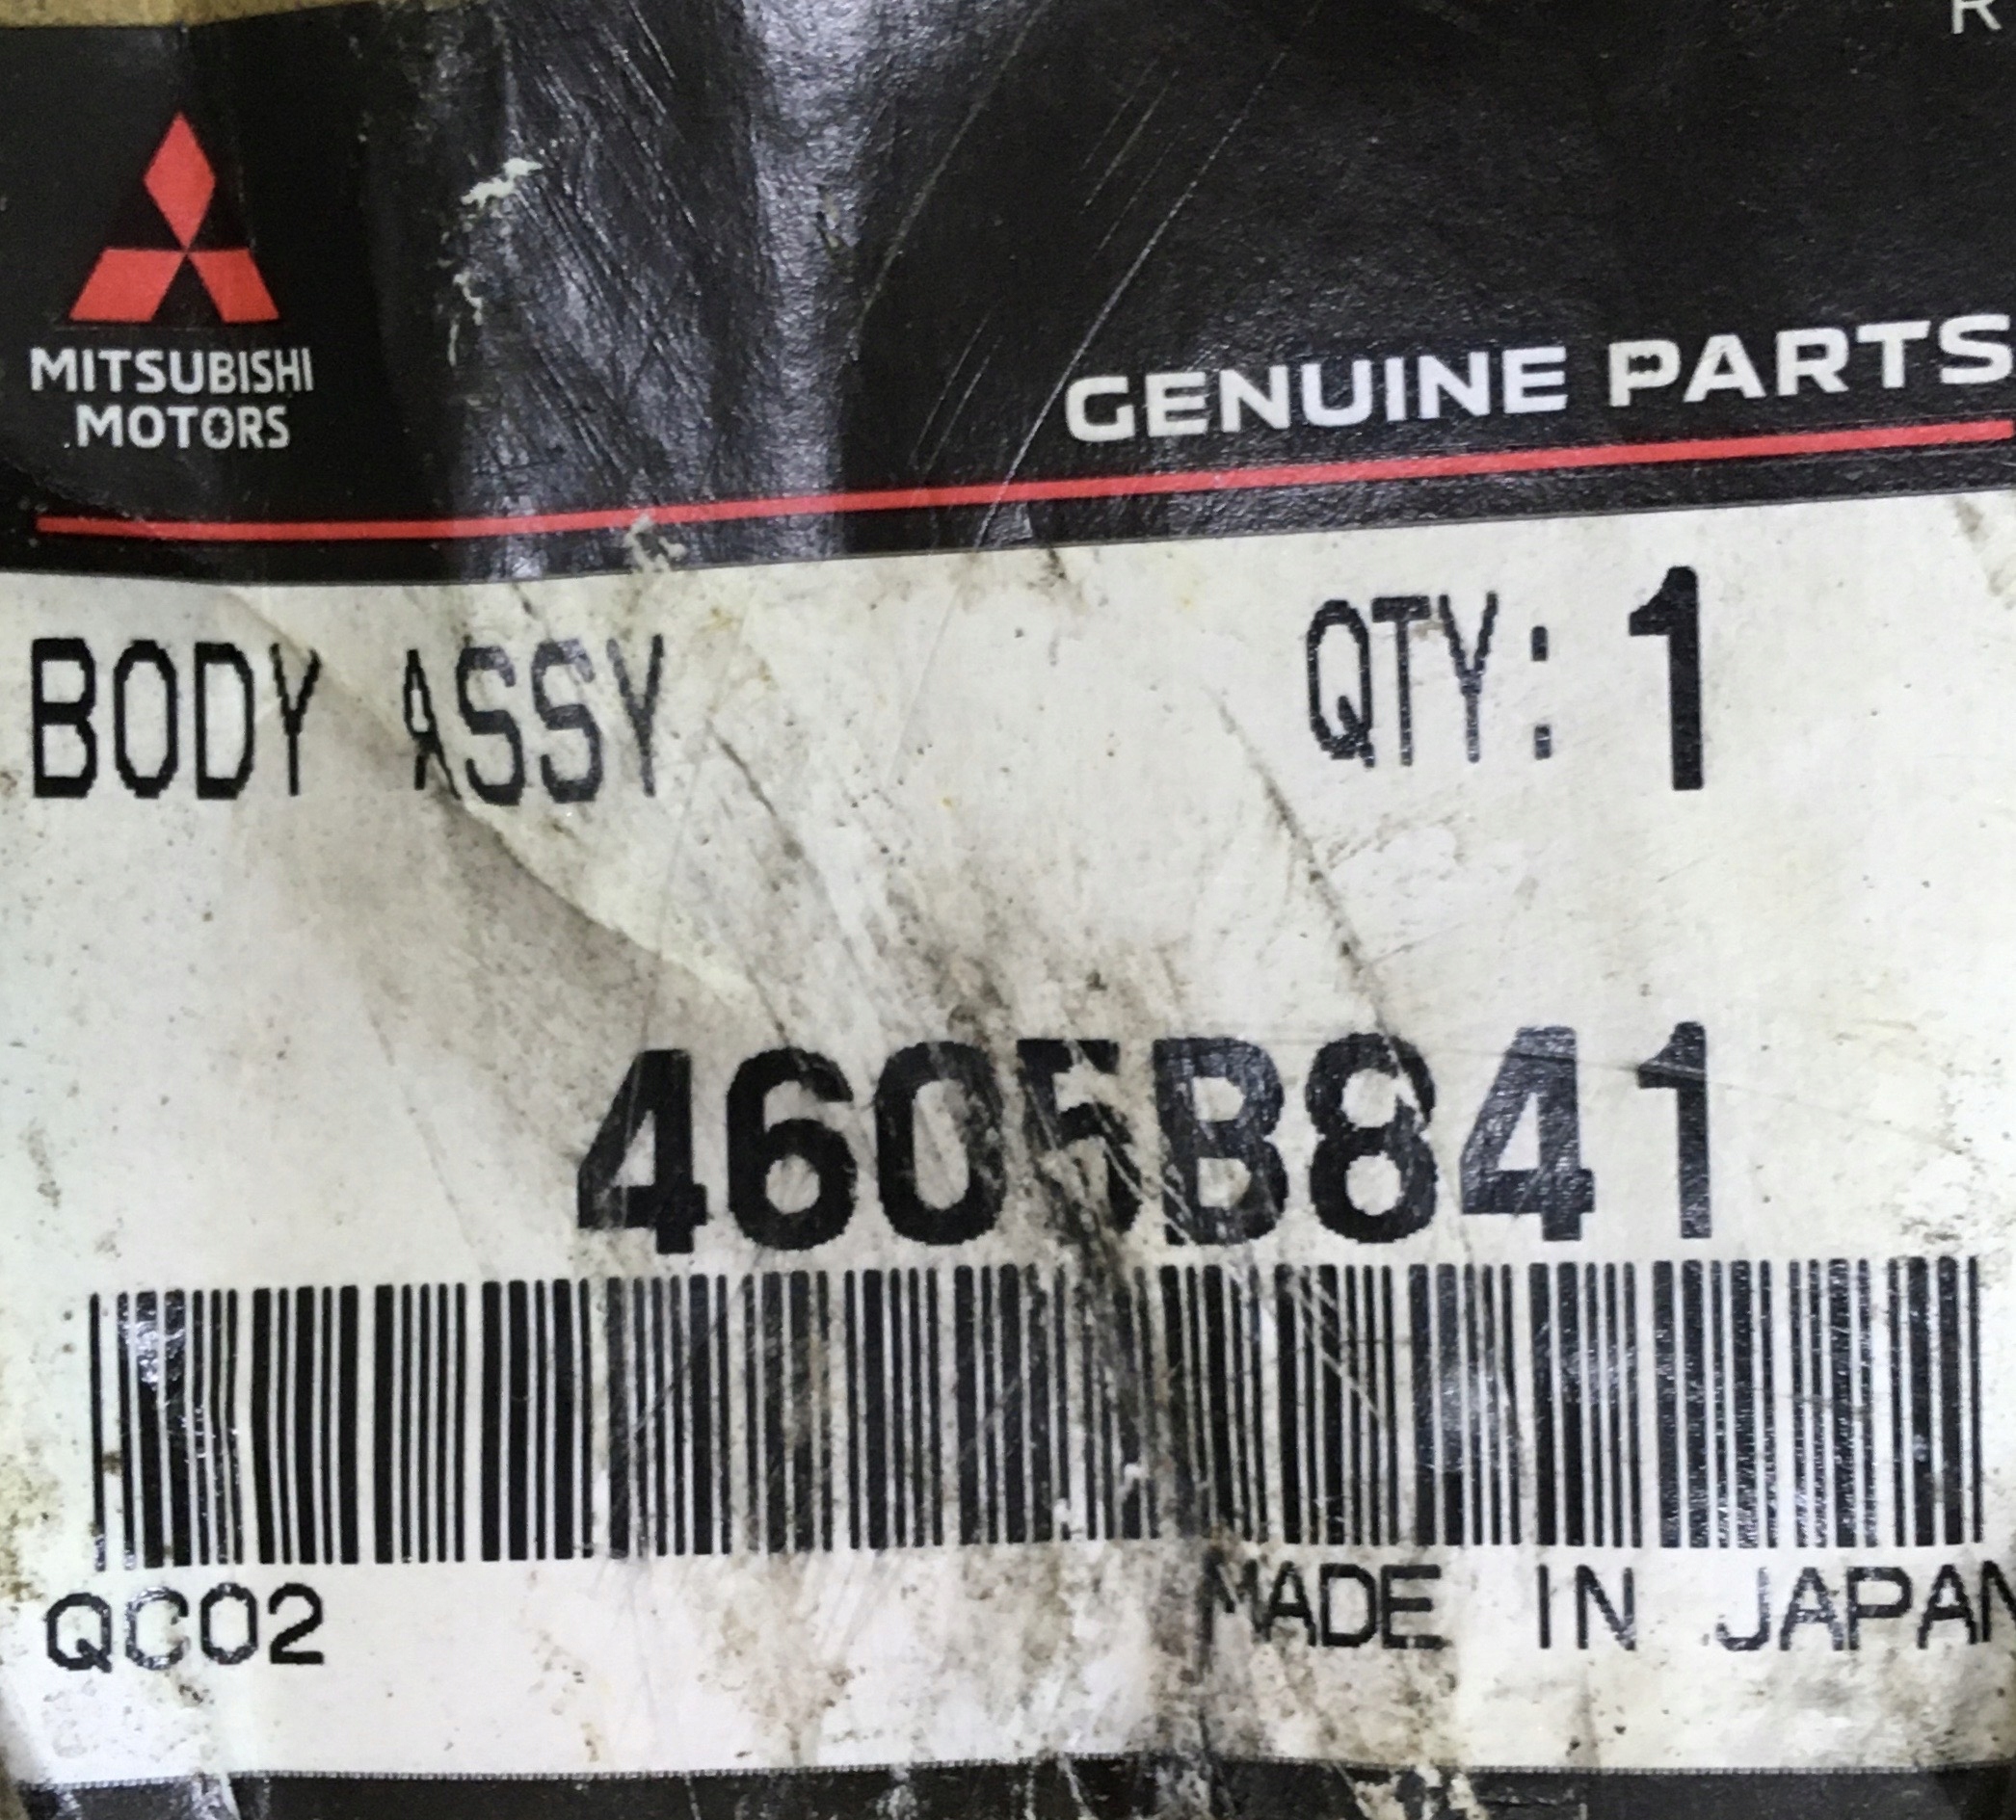 R
MITSUBISHI
MOTORS
GENUINE PARTS
BODY ASSY QTY: 1
4605B841
QC02 MADE IN JAPAN